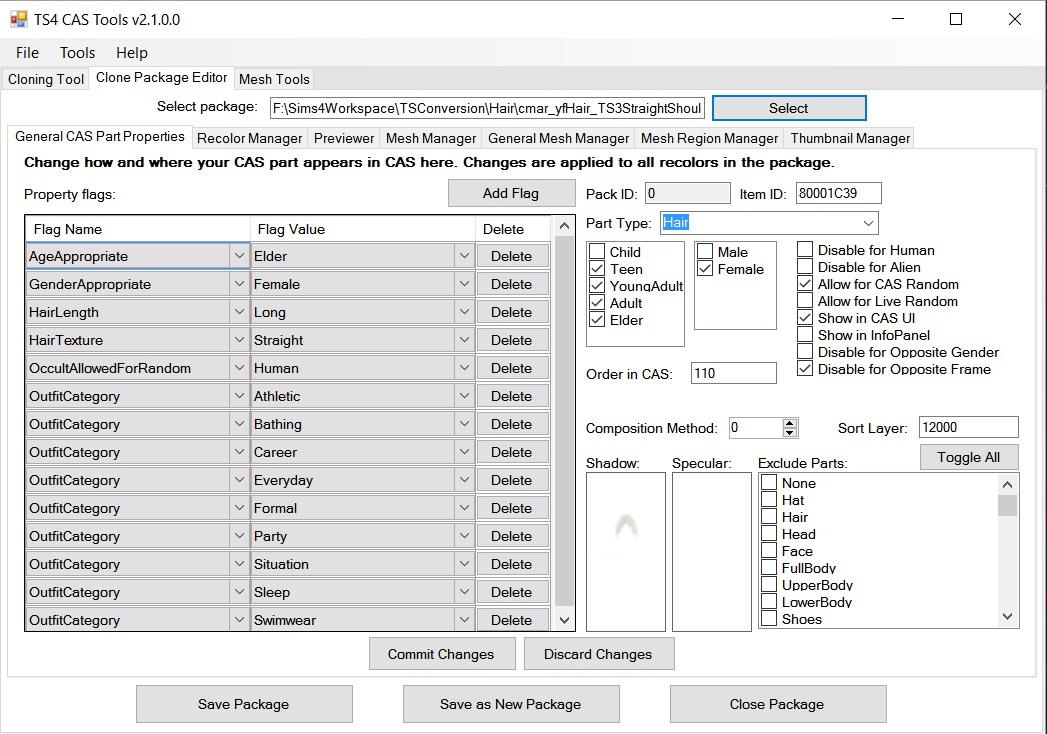 TS4 CAS Tools v2.1.0.0
File Tools Help
Cloning Tool Clone Package Editor Mesh Tools
Select package: F:\Sims4Workspace\TSConversion\Hair\cmar_yfHair_TS3StraightShoul Select
General CAS Part Properties Recolor Manager Previewer Mesh Manager General Mesh Manager Mesh Region Manager Thumbnail Manager
Change how and where your CAS part appears in CAS here. Changes are applied to all recolors in the package.
Property flags: Add Flag
Flag Name Flag Value Delete
AgeAppropriate Elder Delete
GenderAppropriate Female Delete
HairLength Long Delete
HairTexture Straight Delete
OccultAllowedForRandom Human Delete
OutfitCategory Athletic Delete
OutfitCategory Bathing Delete
OutfitCategory Career Delete
OutfitCategory Everyday Delete
OutfitCategory Formal Delete
OutfitCategory Party Delete
OutfitCategory Situation Delete
OutfitCategory Sleep Delete
OutfitCategory Swimwear Delete
Pack ID: 0 Item ID: 80001C39
Part Type: Hair
Child
Teen
YoungAdult
Adult
Elder
Male
Female
Disable for Human
Disable for Alien
Allow for CAS Random
Allow for Live Random
Show in CAS UI
Show in InfoPanel
Disable for Opposite Gender
Disable for Opposite Frame
Order in CAS: 110
Composition Method: 0 Sort Layer: 12000
Toggle All
Shadow: Specular: Exclude Parts:
None
Hat
Hair
Head
Face
FullBody
UpperBody
LowerBody
Shoes
Commit Changes Discard Changes
Save Package Save as New Package Close Package